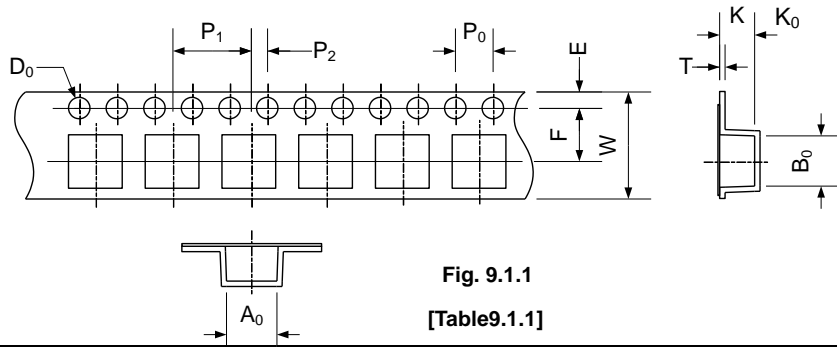 P₁
P₂
P₀
E
K
K₀
D₀
T
F
W
B₀
A₀
Fig. 9.1.1
[Table9.1.1]